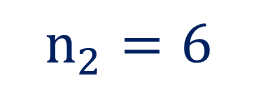 n₂ = 6